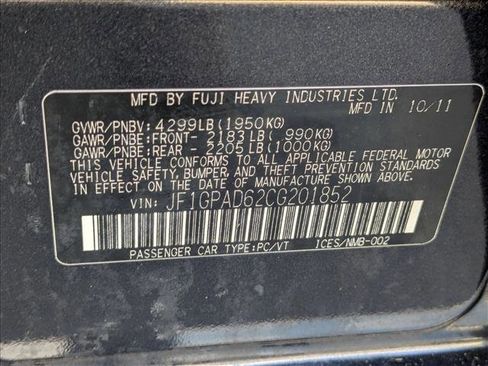 MFD BY FUJI HEAVY INDUSTRIES LTD.
MFD IN 10/11
GVWR/PNBV: 4299LB (1950KG)
GAWR/PNBE: FRONT- 2183LB ( 990KG)
GAWR/PNBE: REAR - 2205LB (1000KG)
THIS VEHICLE CONFORMS TO ALL APPLICABLE FEDERAL MOTOR
VEHICLE SAFETY, BUMPER, AND THEFT PREVENTION STANDARDS
IN EFFECT ON THE DATE OF MANUFACTURE SHOWN ABOVE.
VIN: JF1GPAD62CG201852
PASSENGER CAR TYPE:PC/VT ICES/NMB-002